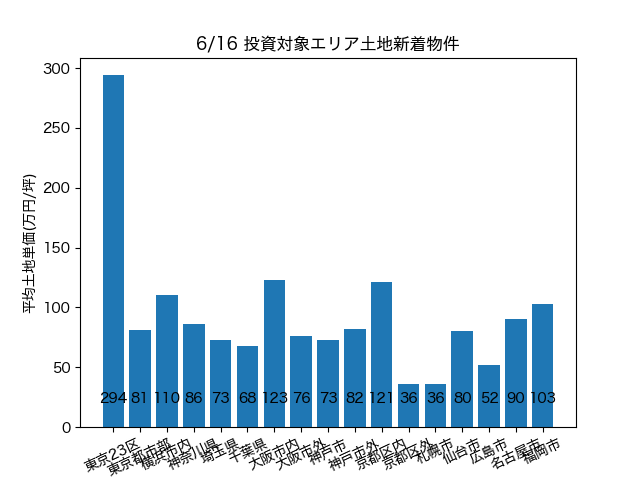 6/16 投資対象エリア土地新着物件
平均土地単価(万円/坪)
300
250
200
150
100
50
0
294 81 110 86 73 68 123 76 73 82 121 36 36 80 52 90 103
東京23区
東京都市部
横浜市内
神奈川県
埼玉県
千葉県
大阪市内
大阪市外
神戸市
神戸市外
京都区内
京都区外
札幌市
仙台市
広島市
名古屋市
福岡市